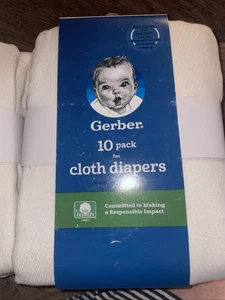 Gerber®
10 pack
flat
cloth diapers
Committed to Making
a Responsible Impact